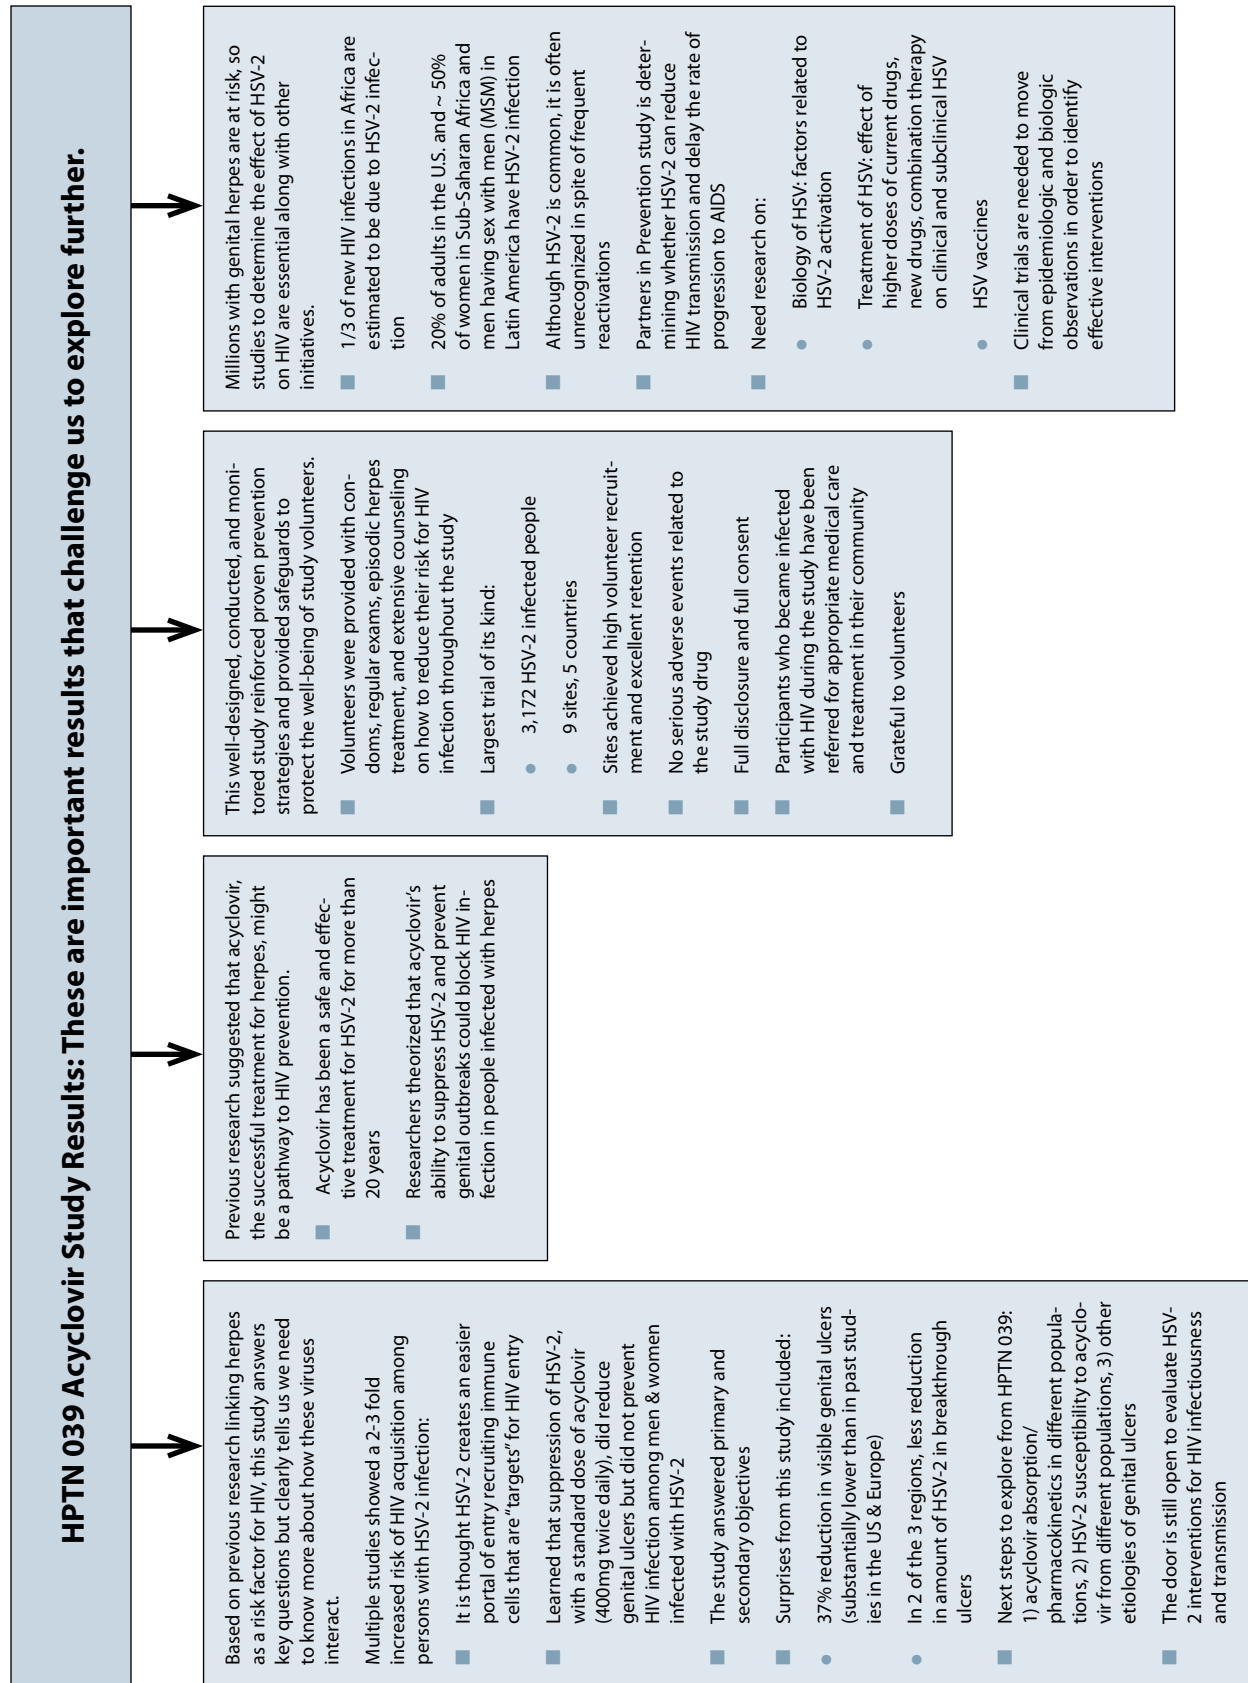 HPTN 039 Acyclovir Study Results: These are important results that challenge us to explore further.
Based on previous research linking herpes
as a risk factor for HIV, this study answers
key questions but clearly tells us we need
to know more about how these viruses
interact.
Multiple studies showed a 2-3 fold
increased risk of HIV acquisition among
persons with HSV-2 infection:
It is thought HSV-2 creates an easier
portal of entry recruiting immune
cells that are "targets" for HIV entry
Learned that suppression of HSV-2,
with a standard dose of acyclovir
(400mg twice daily), did reduce
genital ulcers but did not prevent
HIV infection among men & women
infected with HSV-2
The study answered primary and
secondary objectives
Surprises from this study included:
37% reduction in visible genital ulcers
(substantially lower than in past stud-
ies in the US & Europe)
In 2 of the 3 regions, less reduction
in amount of HSV-2 in breakthrough
ulcers
Next steps to explore from HPTN 039:
1) acyclovir absorption/
pharmacokinetics in different popula-
tions, 2) HSV-2 susceptibility to acyclo-
vir from different populations, 3) other
etiologies of genital ulcers
The door is still open to evaluate HSV-
2 interventions for HIV infectiousness
and transmission
Previous research suggested that acyclovir,
the successful treatment for herpes, might
be a pathway to HIV prevention.
Acyclovir has been a safe and effec-
tive treatment for HSV-2 for more than
20 years
Researchers theorized that acyclovir's
ability to suppress HSV-2 and prevent
genital outbreaks could block HIV in-
fection in people infected with herpes
This well-designed, conducted, and moni-
tored study reinforced proven prevention
strategies and provided safeguards to
protect the well-being of study volunteers.
Volunteers were provided with con-
doms, regular exams, episodic herpes
treatment, and extensive counseling
on how to reduce their risk for HIV
infection throughout the study
Largest trial of its kind:
3,172 HSV-2 infected people
9 sites, 5 countries
Sites achieved high volunteer recruit-
ment and excellent retention
No serious adverse events related to
the study drug
Full disclosure and full consent
Participants who became infected
with HIV during the study have been
referred for appropriate medical care
and treatment in their community
Grateful to volunteers
Millions with genital herpes are at risk, so
studies to determine the effect of HSV-2
on HIV are essential along with other
initiatives.
1/3 of new HIV infections in Africa are
estimated to be due to HSV-2 infec-
tion
20% of adults in the U.S. and ~ 50%
of women in Sub-Saharan Africa and
men having sex with men (MSM) in
Latin America have HSV-2 infection
Although HSV-2 is common, it is often
unrecognized in spite of frequent
reactivations
Partners in Prevention study is deter-
mining whether HSV-2 can reduce
HIV transmission and delay the rate of
progression to AIDS
Need research on:
Biology of HSV: factors related to
HSV-2 activation
Treatment of HSV: effect of
higher doses of current drugs,
new drugs, combination therapy
on clinical and subclinical HSV
HSV vaccines
Clinical trials are needed to move
from epidemiologic and biologic
observations in order to identify
effective interventions